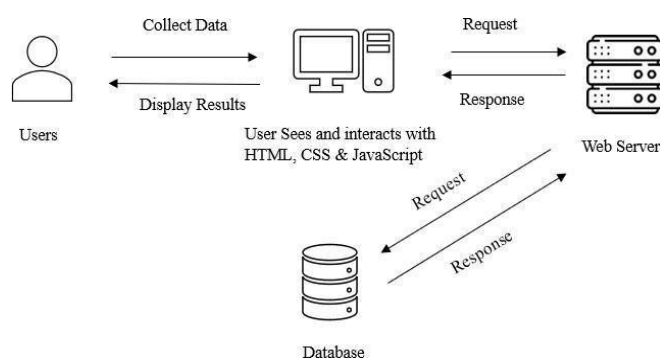 Collect Data
Request
Display Results
Response
Users
User Sees and interacts with
HTML, CSS & JavaScript
Web Server
Request
Response
Database